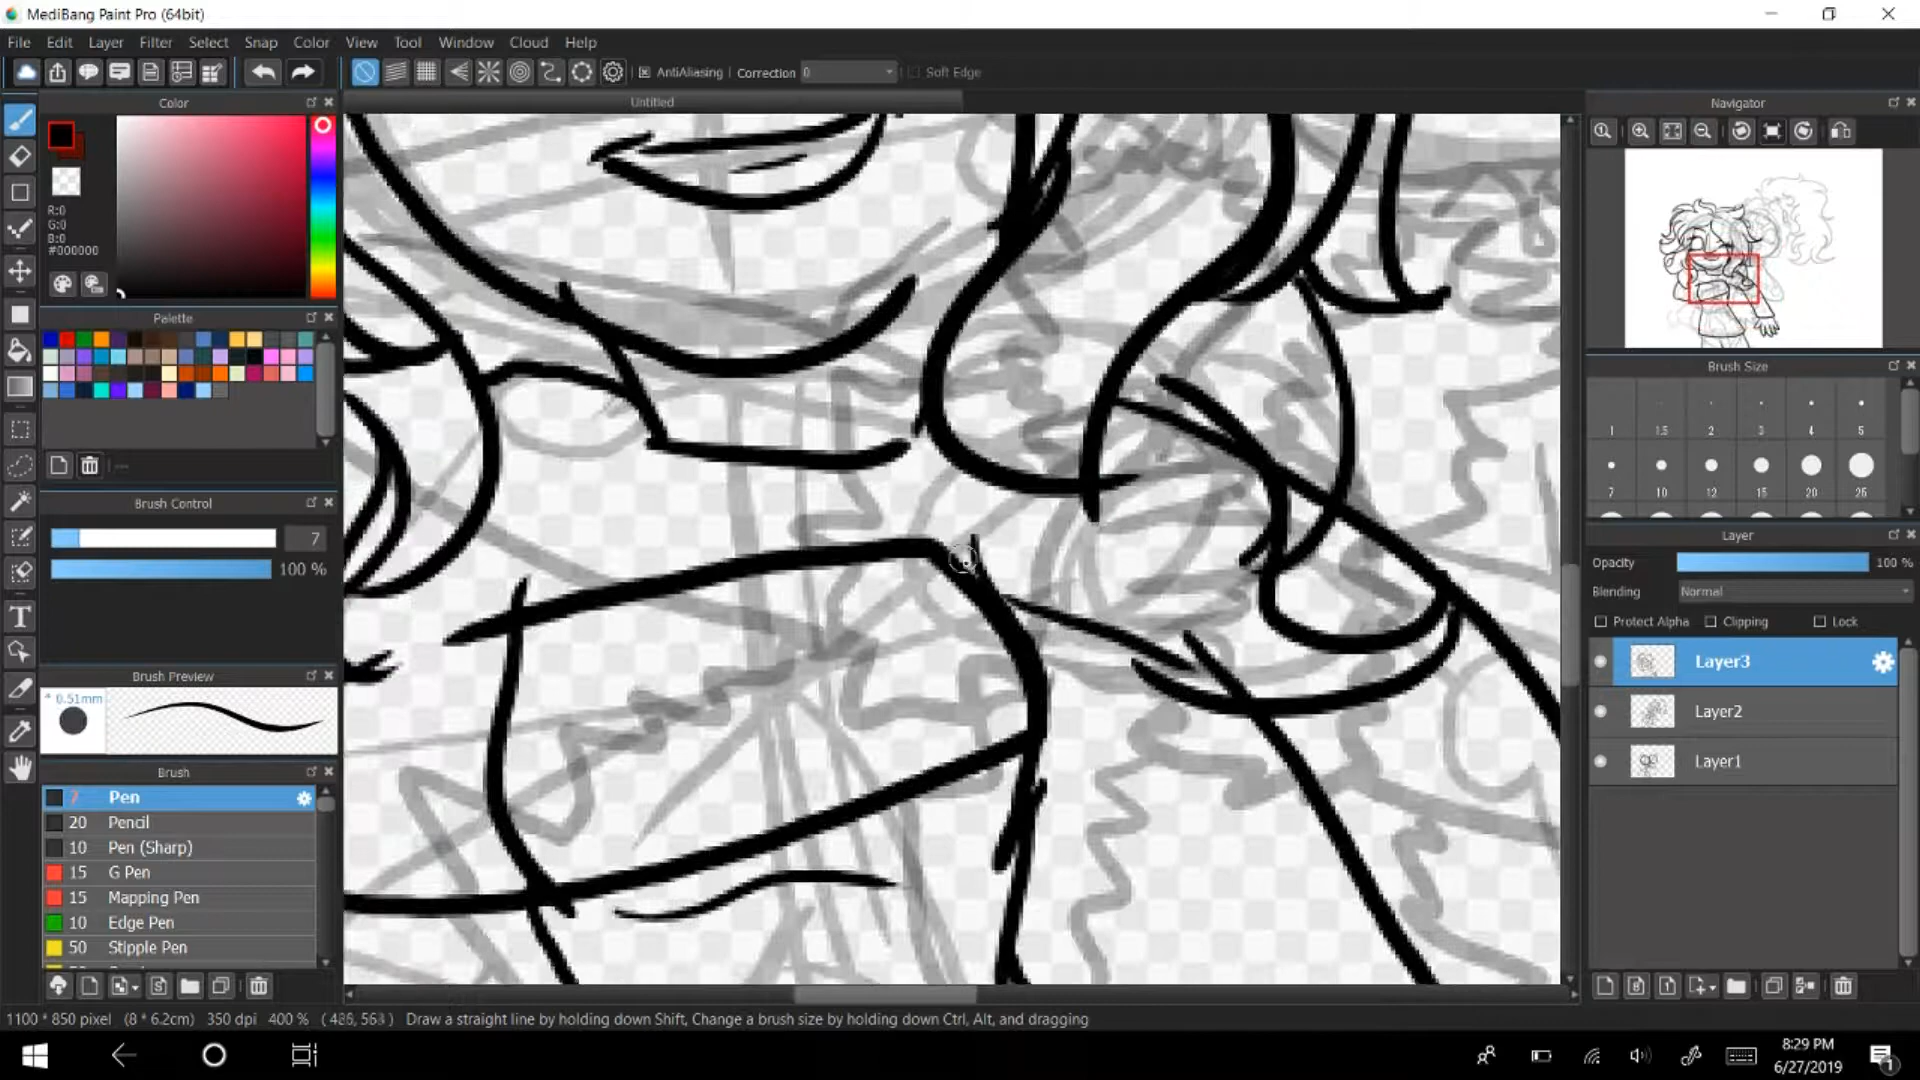 MediBang Paint Pro (64bit)
File Edit Layer Filter Select Snap Color View Tool Window Cloud Help
AntiAliasing Correction 0 Soft Edge
Color
Untitled
Navigator
R:0
G:0
B:0
#000000
Palette
Brush Size
1 1.5 2 3 4 5
7 10 12 15 20 25
Brush Control
7
100 %
Layer
Opacity 100 %
Blending Normal
Protect Alpha Clipping Lock
Layer3
Layer2
Layer1
Brush Preview
* 0.51mm
Brush
7 Pen
20 Pencil
10 Pen (Sharp)
15 G Pen
15 Mapping Pen
10 Edge Pen
50 Stipple Pen
1100 * 850 pixel (8 * 6.2cm) 350 dpi 400 % Draw a straight line by holding down Shift, Change a brush size by holding down Ctrl, Alt, and dragging
8:29 PM
6/27/2019
1